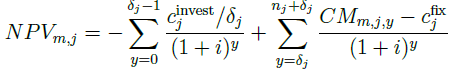 NPV_{m,j} = -\sum_{y=0}^{\delta_j-1} \frac{c_j^{\text{invest}}/\delta_j}{(1+i)^y} + \sum_{y=\delta_j}^{n_j+\delta_j} \frac{CM_{m,j,y} - c_j^{\text{fix}}}{(1+i)^y}